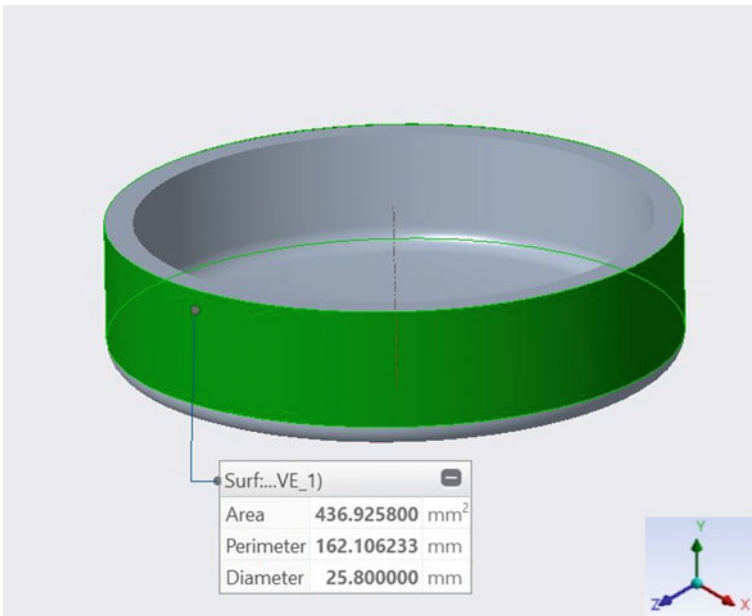 Surf:...VE_1)
Area 436.925800 mm²
Perimeter 162.106233 mm
Diameter 25.800000 mm
Y
Z X